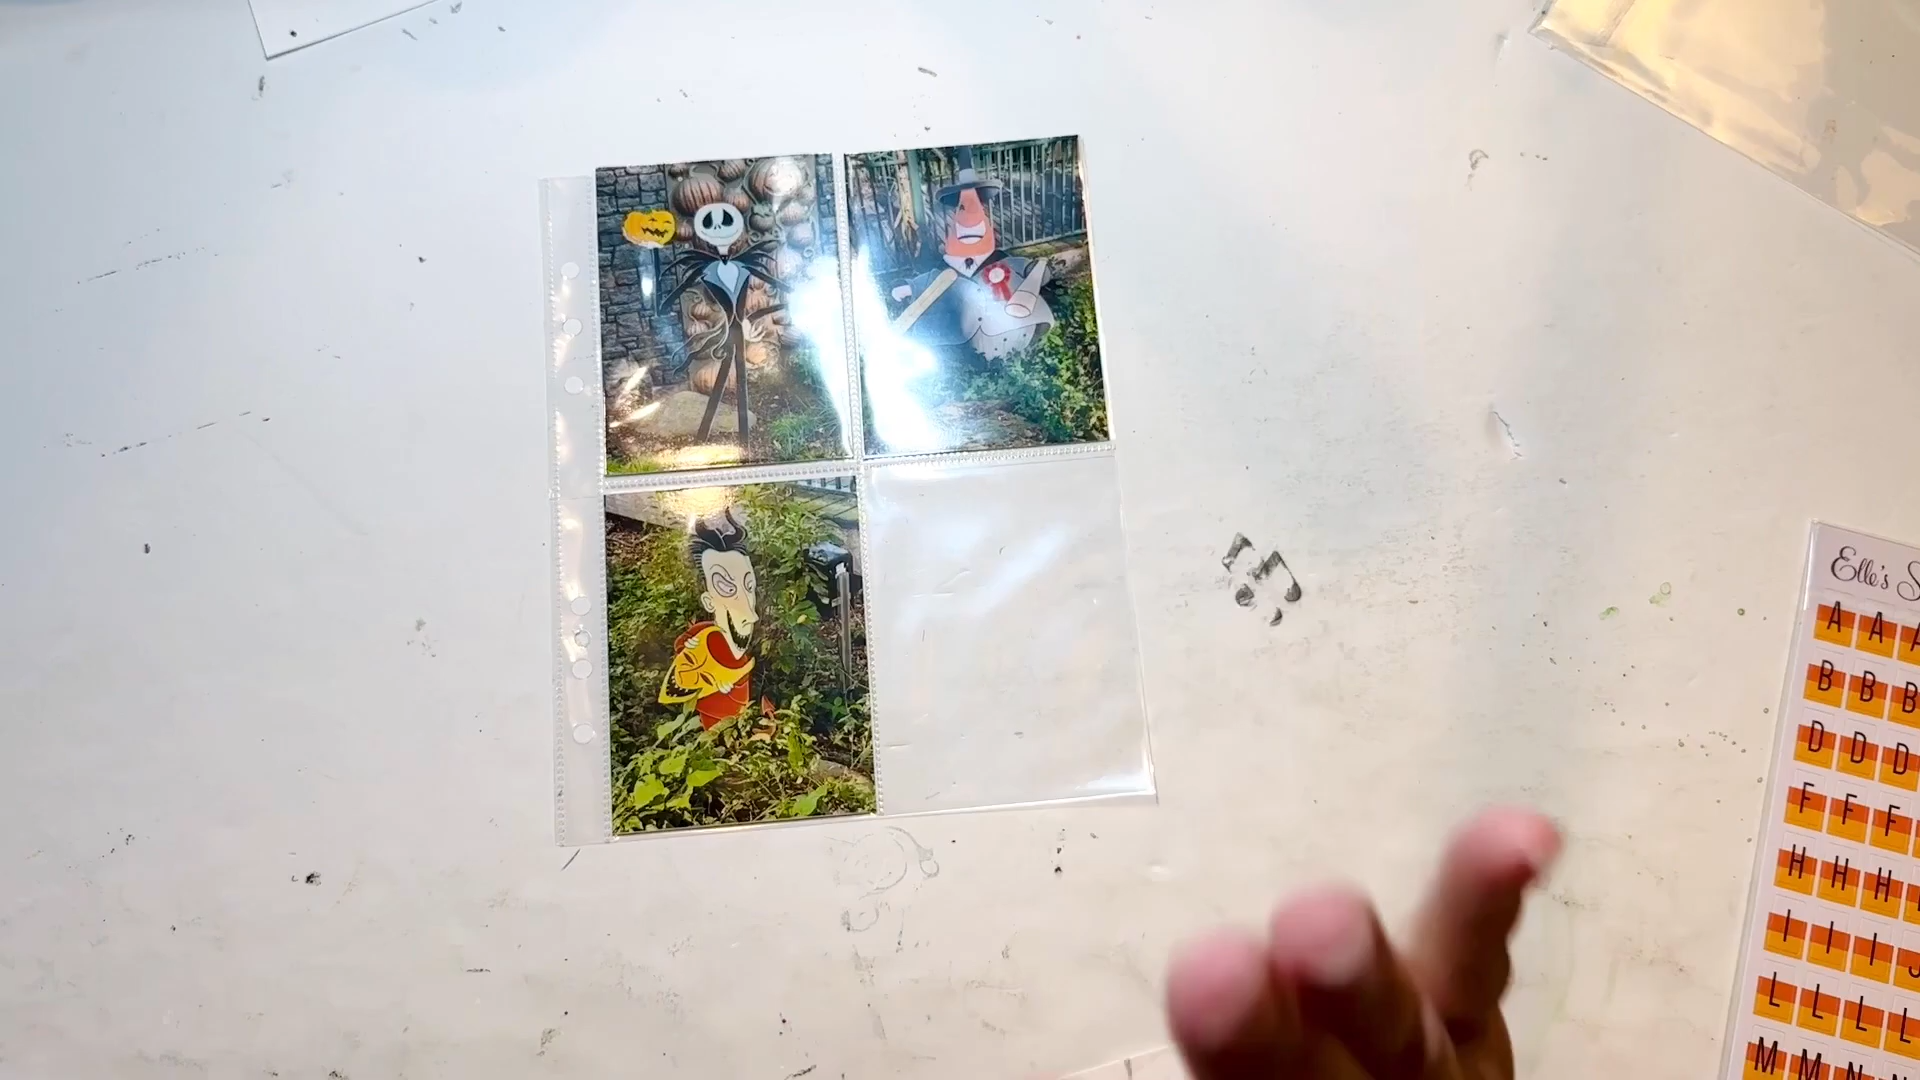 Elle's
A A A
B B B
D D D
F F F
H H H
I I J
L L L
M M N